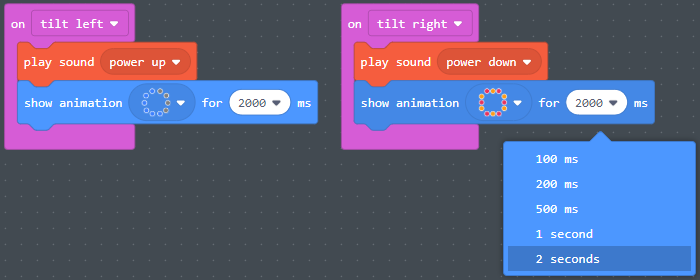 on tilt left
play sound power up
show animation for 2000 ms
on tilt right
play sound power down
show animation for 2000 ms
100 ms
200 ms
500 ms
1 second
2 seconds